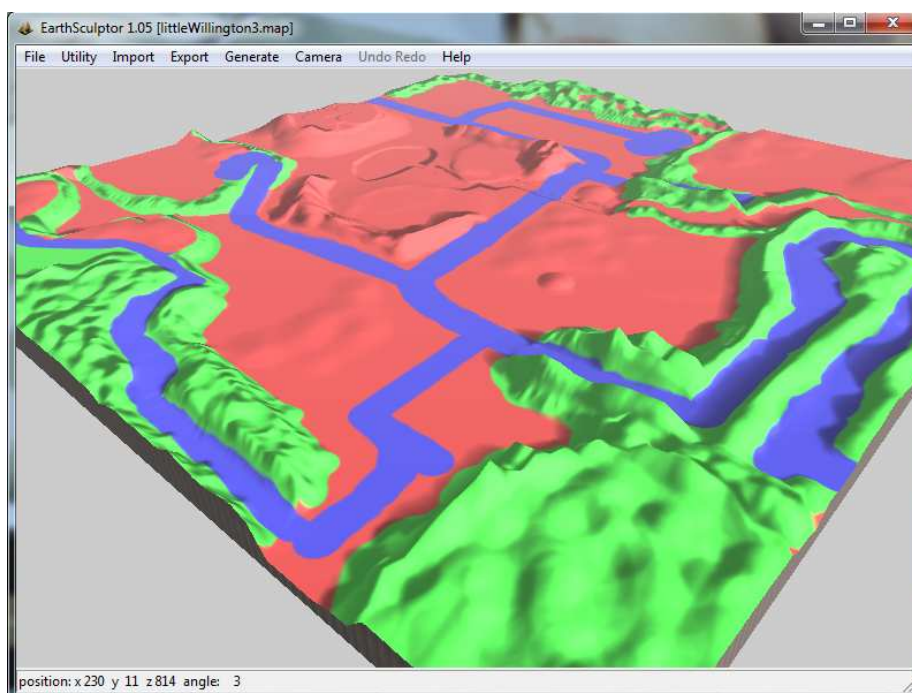 EarthSculptor 1.05 [littleWillington3.map]
File Utility Import Export Generate Camera Undo Redo Help
position: x 230 y 11 z 814 angle: 3